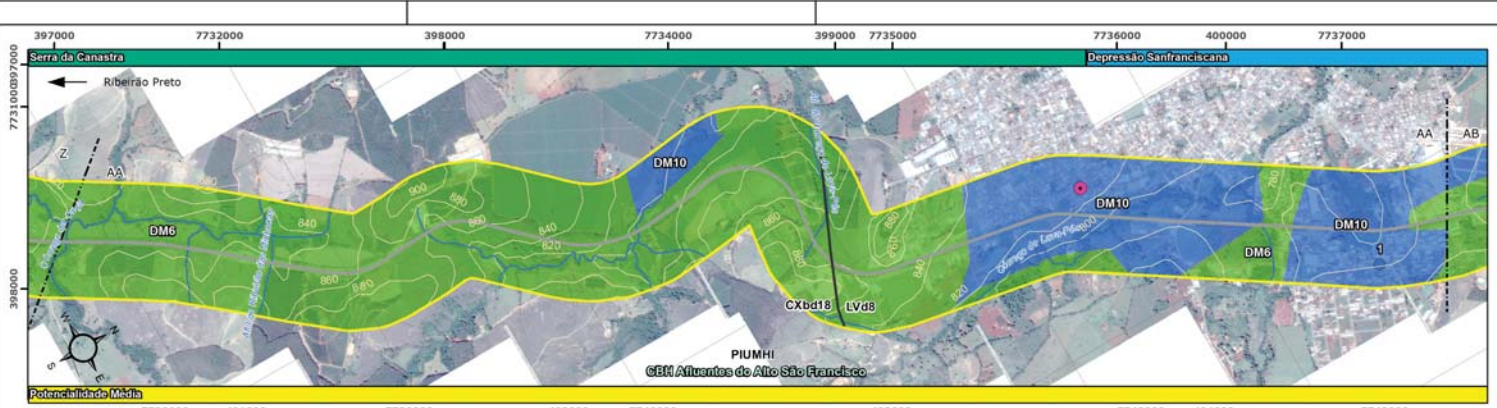 397000 7732000 398000 7734000 399000 7735000 7736000 400000 7737000
397000
7731000
398000
Serra da Canastra
Depressão Sanfranciscana
Ribeirão Preto
Z
AA
AA
AB
DM10
DM6
DM10
DM10
DM6
1
900
880
860
840
820
840
860
860
880
860
840
820
800
780
CXbd18
LVd8
N
W
S
E
PIUMHI
CBH Afluentes do Alto São Francisco
Potencialidade Média